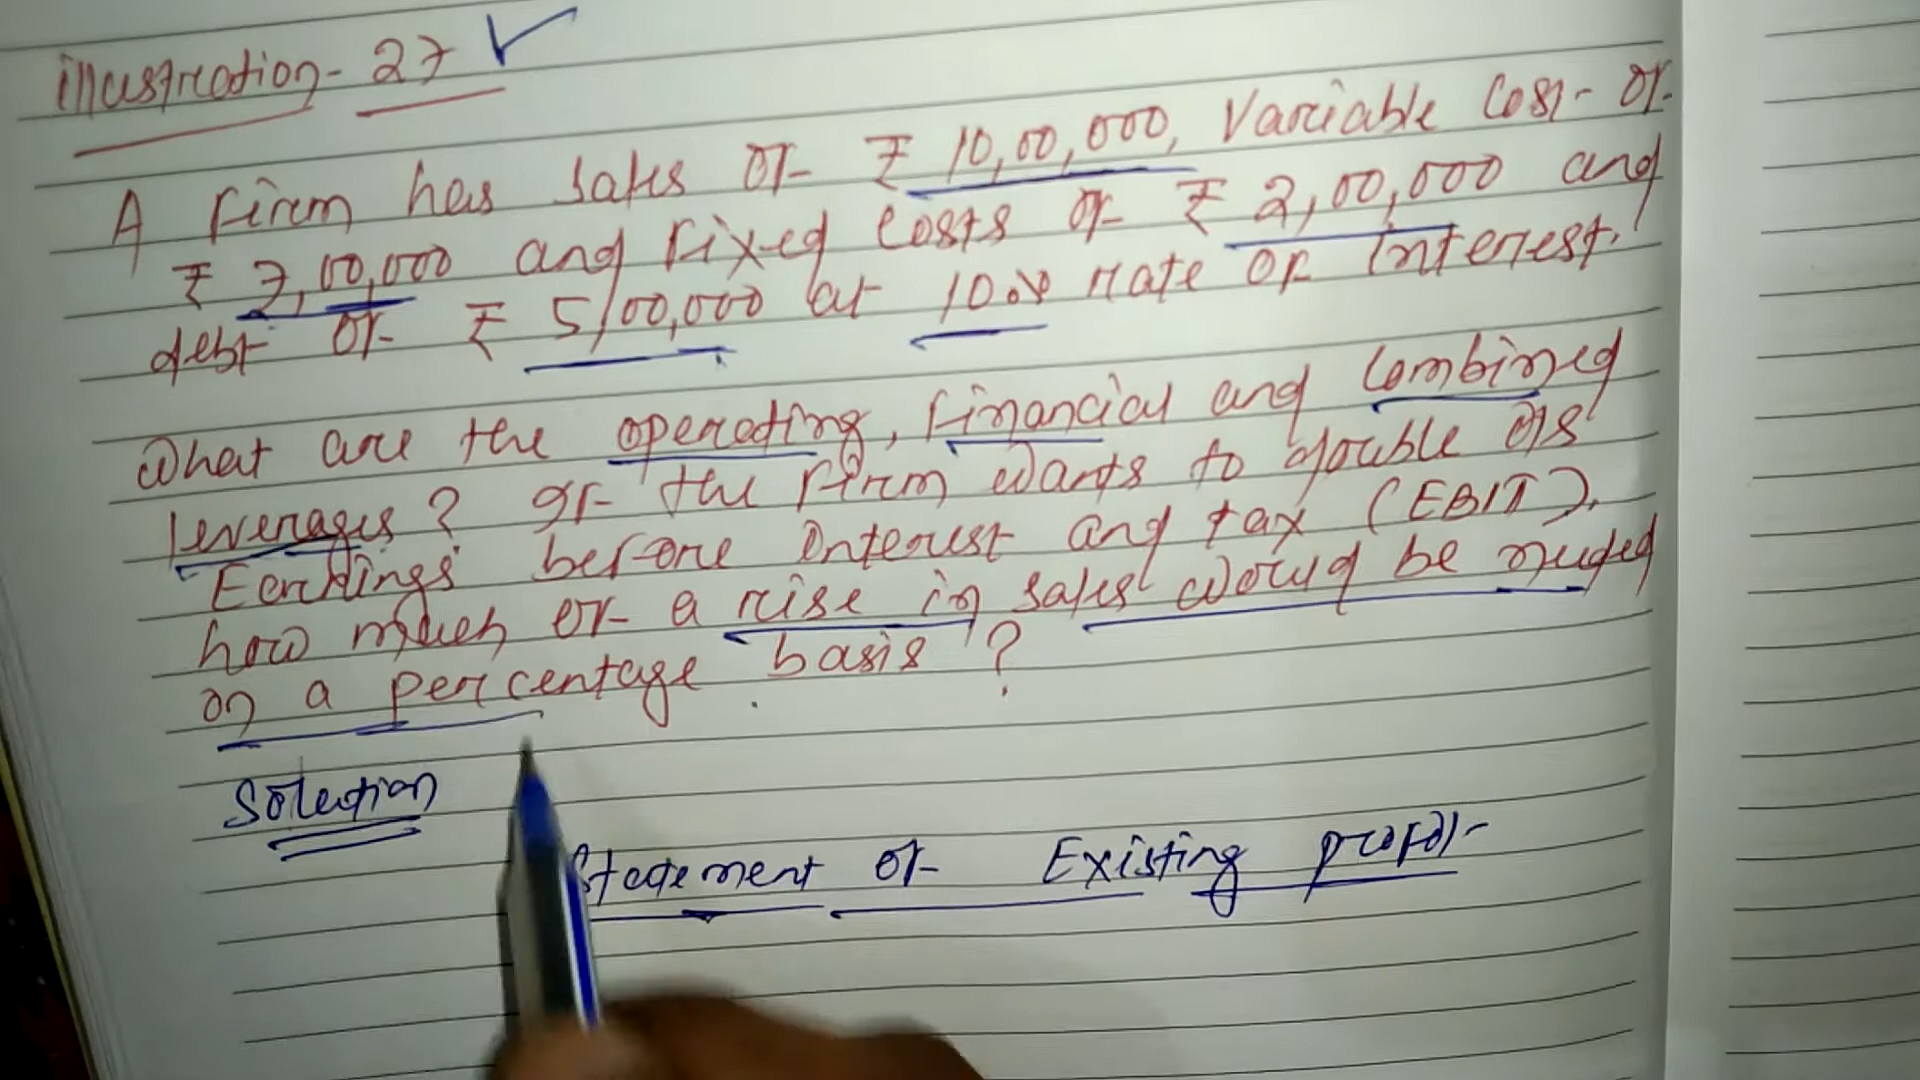 illustration - 27
A firm has sales of ₹ 10,00,000, Variable Cost of
₹ 7,00,000 and fixed Costs of ₹ 2,00,000 and
debt of ₹ 5,00,000 at 10% rate of interest.
What are the operating, financial and Combined
leverages? If the firm wants to double its
Earnings before interest and tax (EBIT),
how much of a rise in sales would be needed
on a percentage basis?
Solution
Statement of Existing profit